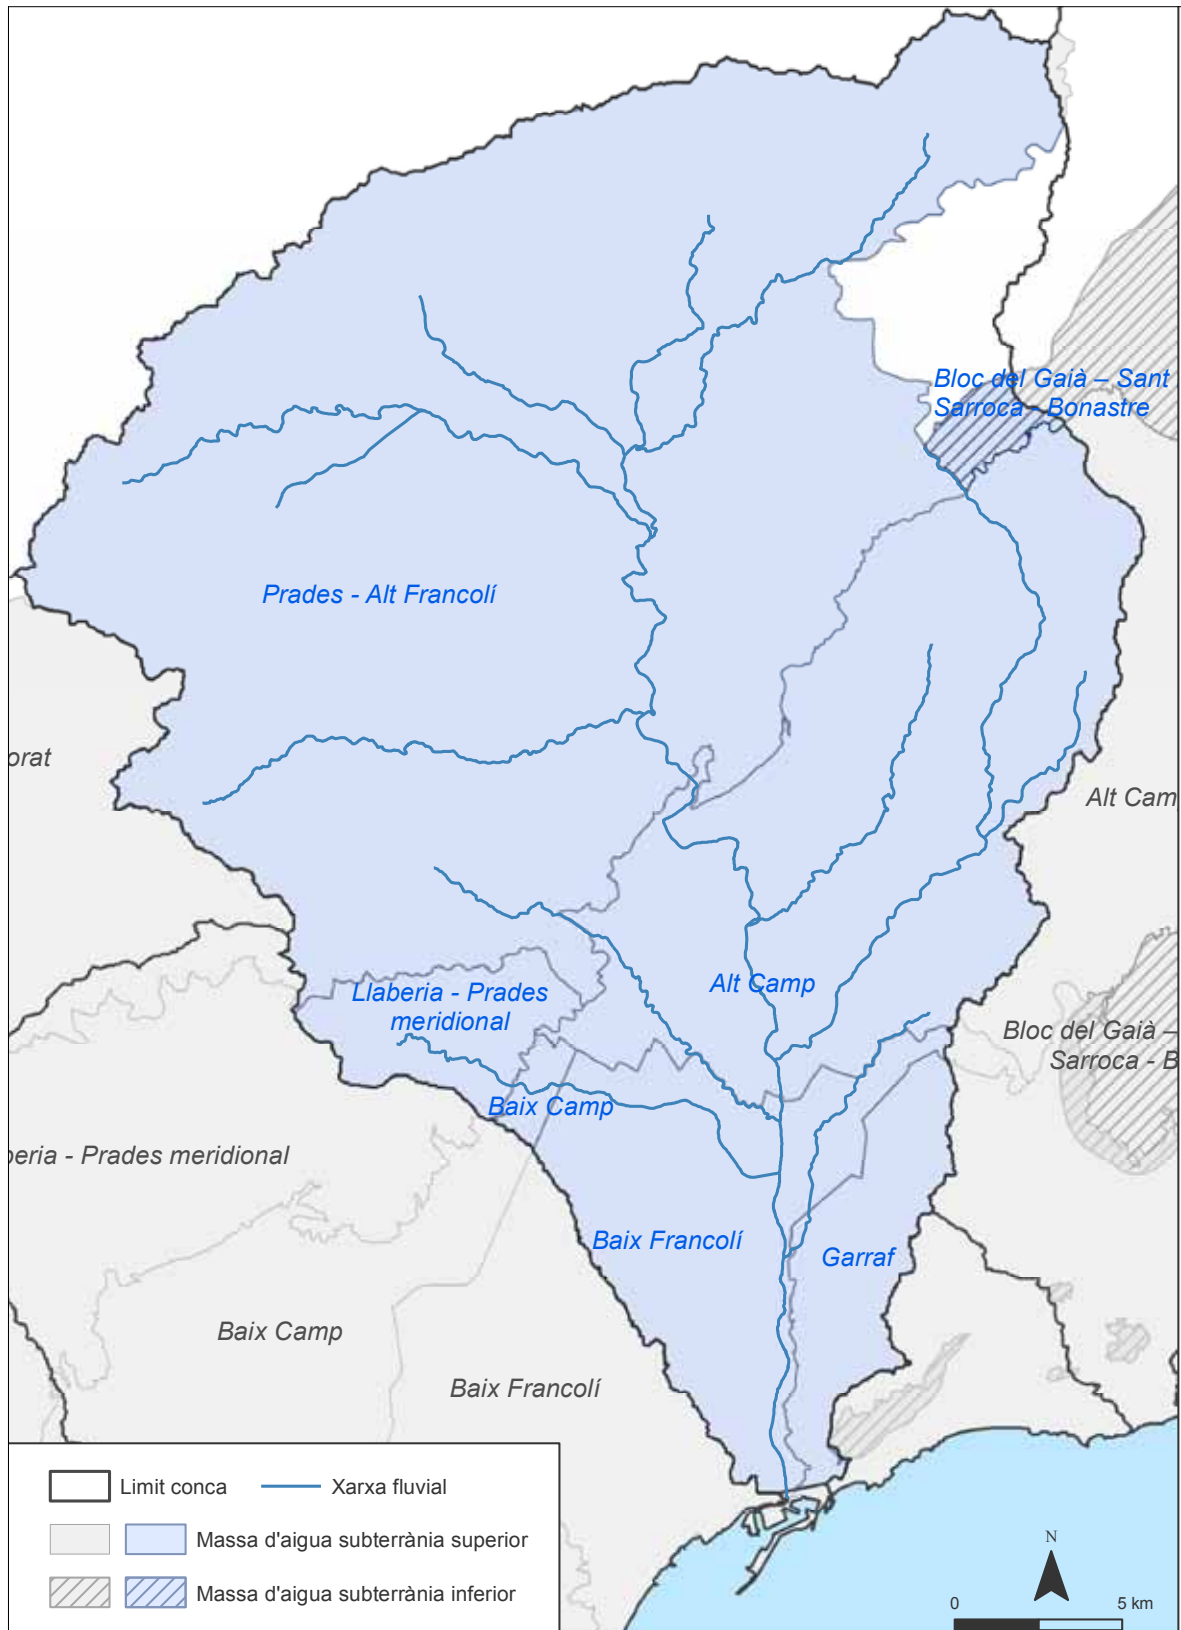 Bloc del Gaià – Sant
Sarroca - Bonastre
Prades - Alt Francolí
orat
Alt Cam
Llaberia - Prades
meridional
Alt Camp
Bloc del Gaià –
Sarroca - B
Baix Camp
peria - Prades meridional
Baix Francolí
Garraf
Baix Camp
Baix Francolí
Limit conca
Xarxa fluvial
Massa d'aigua subterrània superior
Massa d'aigua subterrània inferior
N
0
5 km